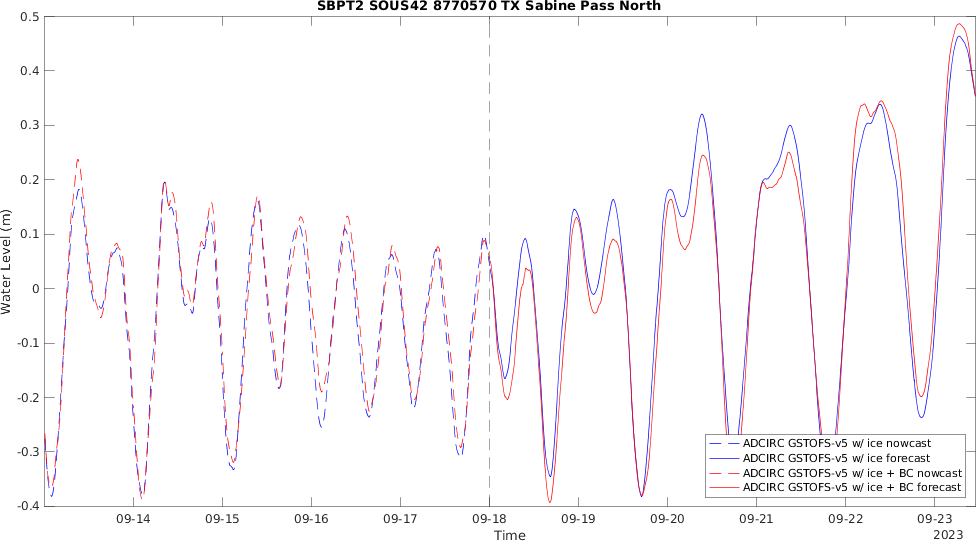 SBPT2 SOUS42 8770570 TX Sabine Pass North
0.5
0.4
0.3
0.2
0.1
0
-0.1
-0.2
-0.3
-0.4
Water Level (m)
09-14 09-15 09-16 09-17 09-18 09-19 09-20 09-21 09-22 09-23
2023
Time
ADCIRC GSTOFS-v5 w/ ice nowcast
ADCIRC GSTOFS-v5 w/ ice forecast
ADCIRC GSTOFS-v5 w/ ice + BC nowcast
ADCIRC GSTOFS-v5 w/ ice + BC forecast